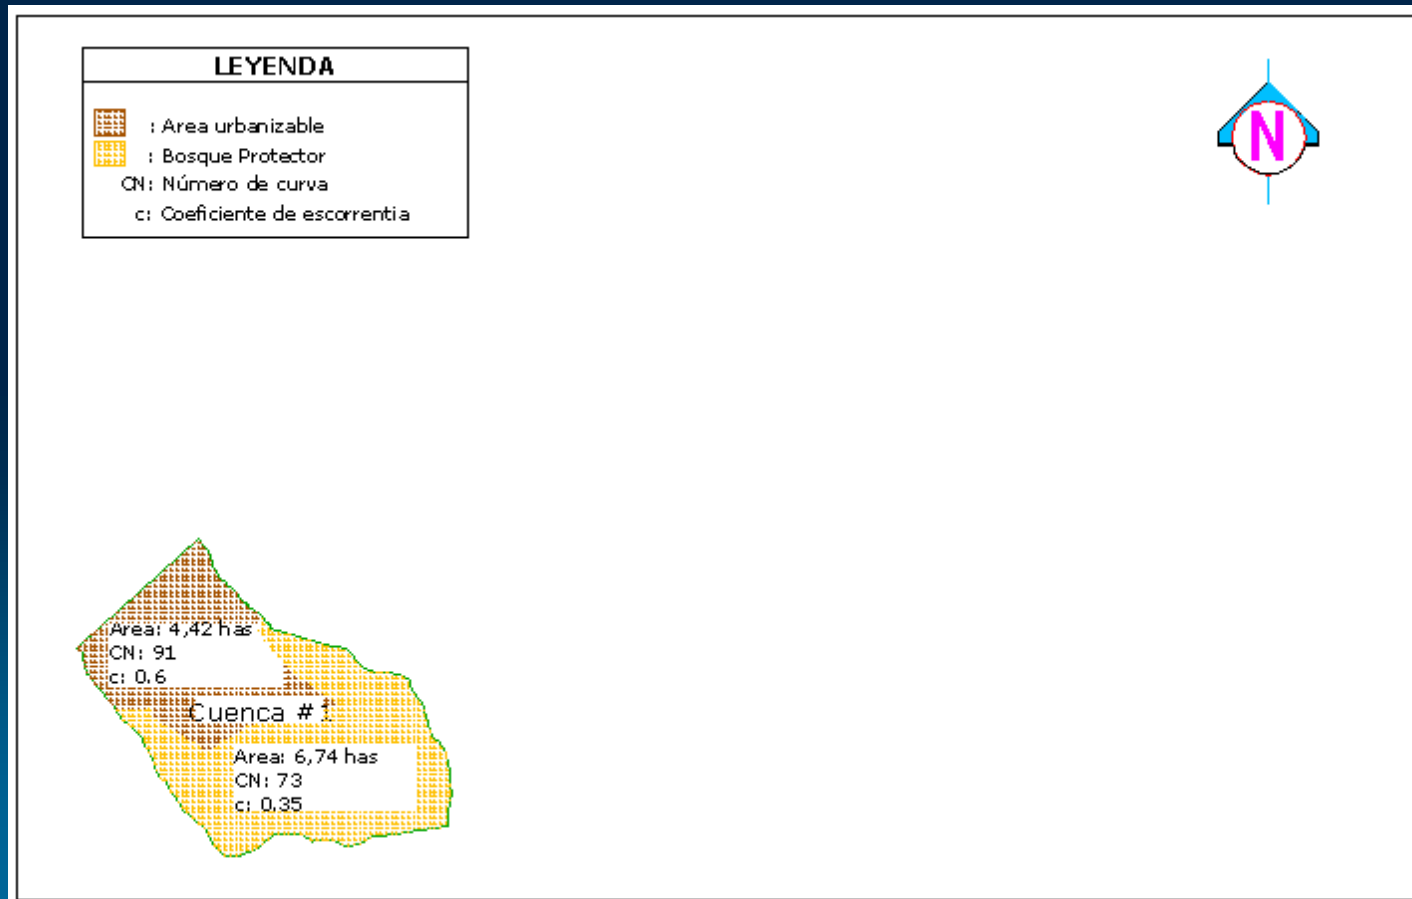 LEYENDA
: Area urbanizable
: Bosque Protector
CN: Número de curva
c: Coeficiente de escorrentia
N
Area: 4,42 has
CN: 91
c: 0.6
Cuenca # 1
Area: 6,74 has
CN: 73
c: 0.35